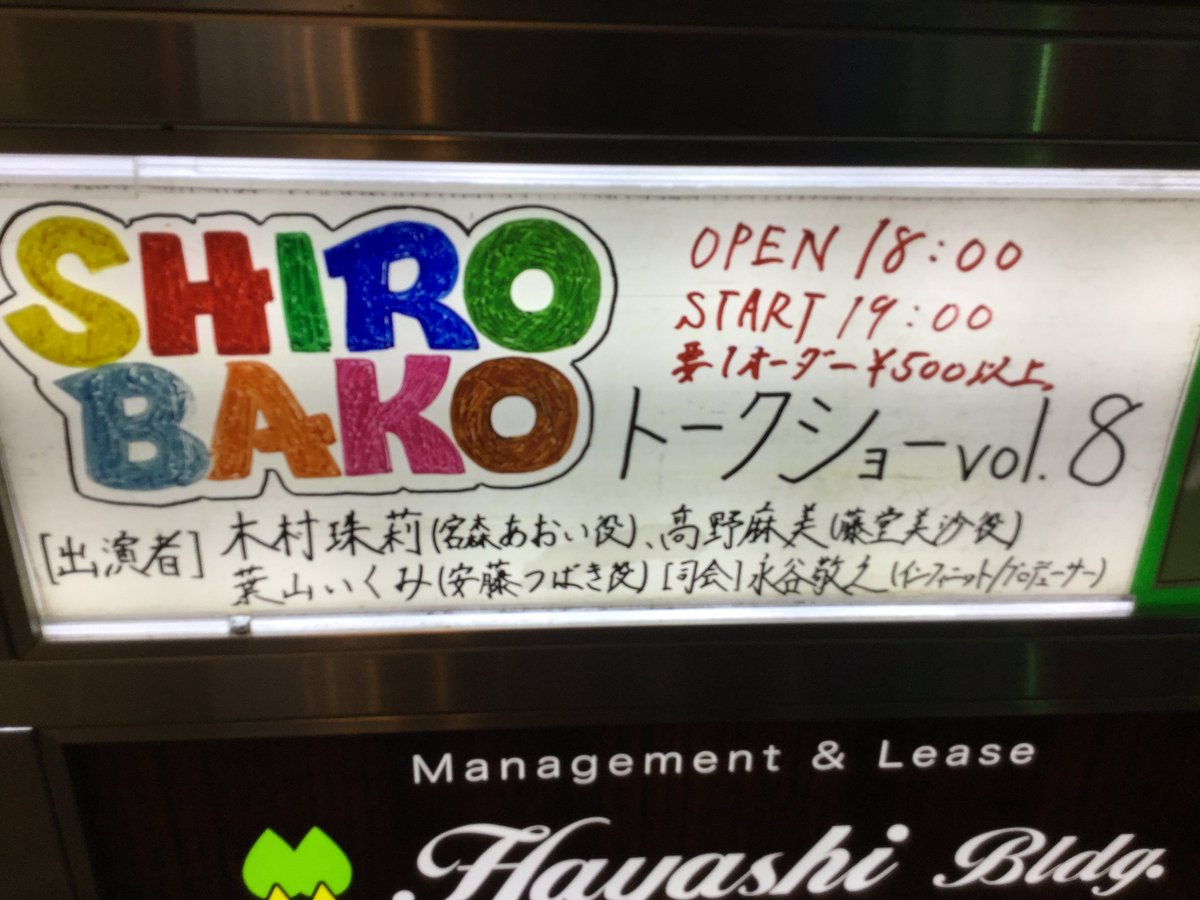 SHIRO
BAKO
OPEN 18:00
START 19:00
要1オーダー¥500以上。
トークショーvol.8
[出演者] 木村珠莉(宮森あおい役)、高野麻美(藤堂美沙役)
葉山いくみ(安藤つばき役) [司会] 永谷敬之(インフィニット/プロデューサー)
Management & Lease
Hayashi Bldg.